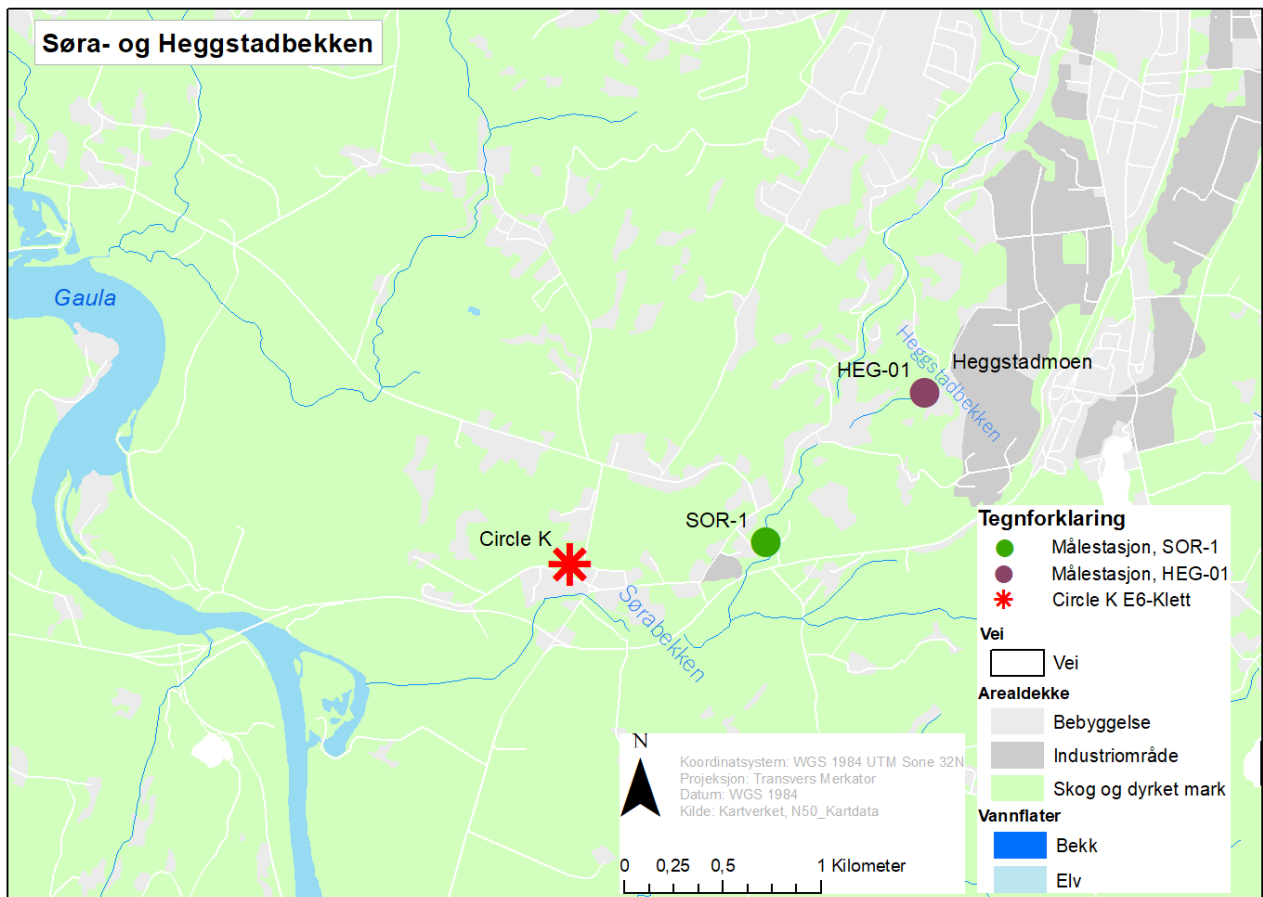 Søra- og Heggstadbekken
Gaula
Heggstadbekken
HEG-01
Heggstadmoen
SOR-1
Circle K
Sørabekken
Tegnforklaring
Målestasjon, SOR-1
Målestasjon, HEG-01
Circle K E6-Klett
Vei
Vei
Arealdekke
Bebyggelse
Industriområde
Skog og dyrket mark
Vannflater
Bekk
Elv
N
Koordinatsystem: WGS 1984 UTM Sone 32N
Projeksjon: Transvers Merkator
Datum: WGS 1984
Kilde: Kartverket, N50_Kartdata
0 0,25 0,5 1 Kilometer